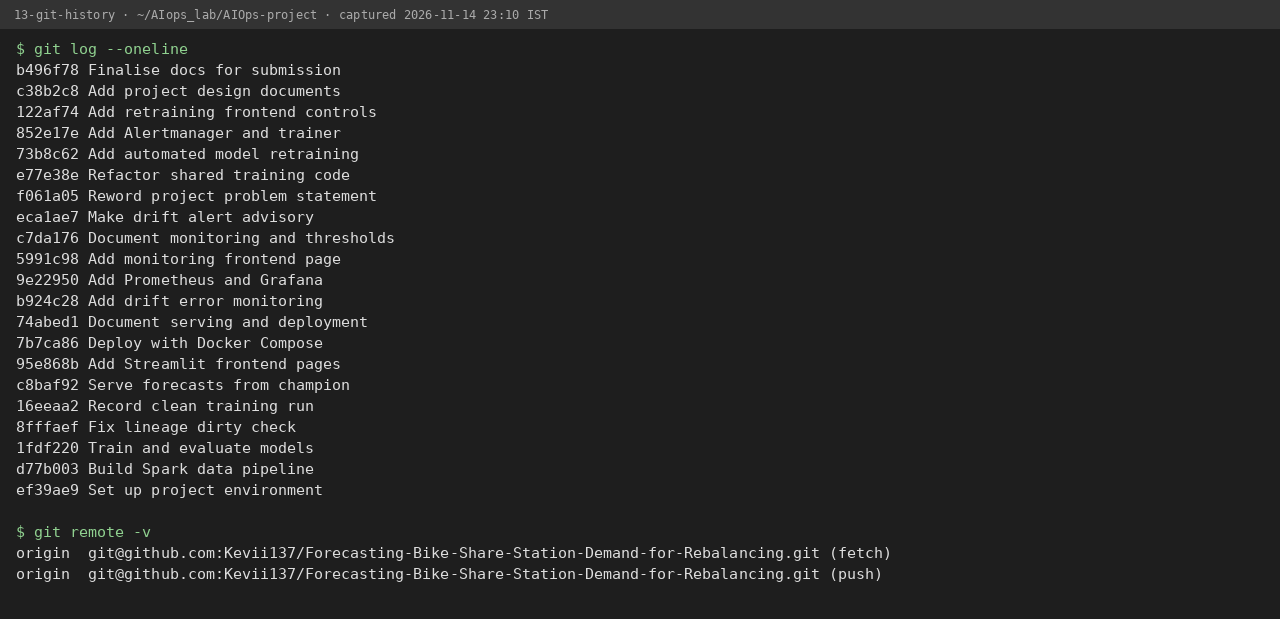 13-git-history · ~/AIops_lab/AIOps-project · captured 2026-11-14 23:10 IST
$ git log --oneline
b496f78 Finalise docs for submission
c38b2c8 Add project design documents
122af74 Add retraining frontend controls
852e17e Add Alertmanager and trainer
73b8c62 Add automated model retraining
e77e38e Refactor shared training code
f061a05 Reword project problem statement
eca1ae7 Make drift alert advisory
c7da176 Document monitoring and thresholds
5991c98 Add monitoring frontend page
9e22950 Add Prometheus and Grafana
b924c28 Add drift error monitoring
74abed1 Document serving and deployment
7b7ca86 Deploy with Docker Compose
95e868b Add Streamlit frontend pages
c8baf92 Serve forecasts from champion
16eeaa2 Record clean training run
8fffaef Fix lineage dirty check
1fdf220 Train and evaluate models
d77b003 Build Spark data pipeline
ef39ae9 Set up project environment
$ git remote -v
origin  git@github.com:Kevii137/Forecasting-Bike-Share-Station-Demand-for-Rebalancing.git (fetch)
origin  git@github.com:Kevii137/Forecasting-Bike-Share-Station-Demand-for-Rebalancing.git (push)